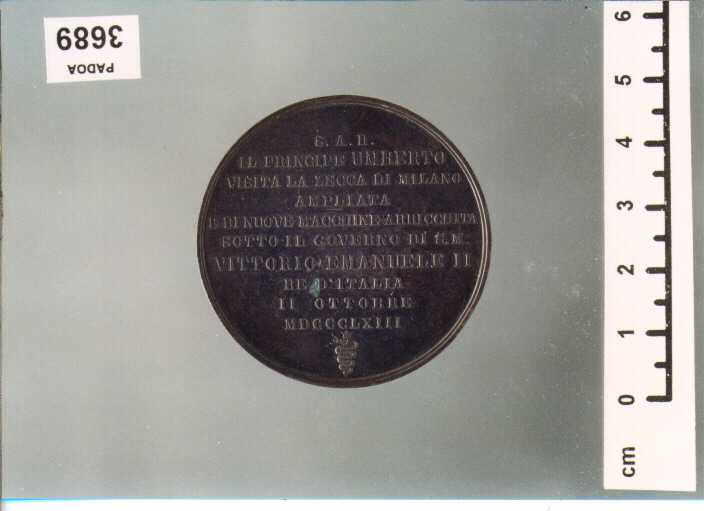 3689
PADOA
S. A. R.
IL PRINCIPE UMBERTO
VISITA LA ZECCA DI MILANO
AMPLIATA
E DI NUOVE MACCHINE ARRICCHITA
SOTTO IL GOVERNO DI S.M.
VITTORIO EMANUELE II
RE D'ITALIA
II OTTOBRE
MDCCCLXIII
6
5
4
3
2
1
0
cm